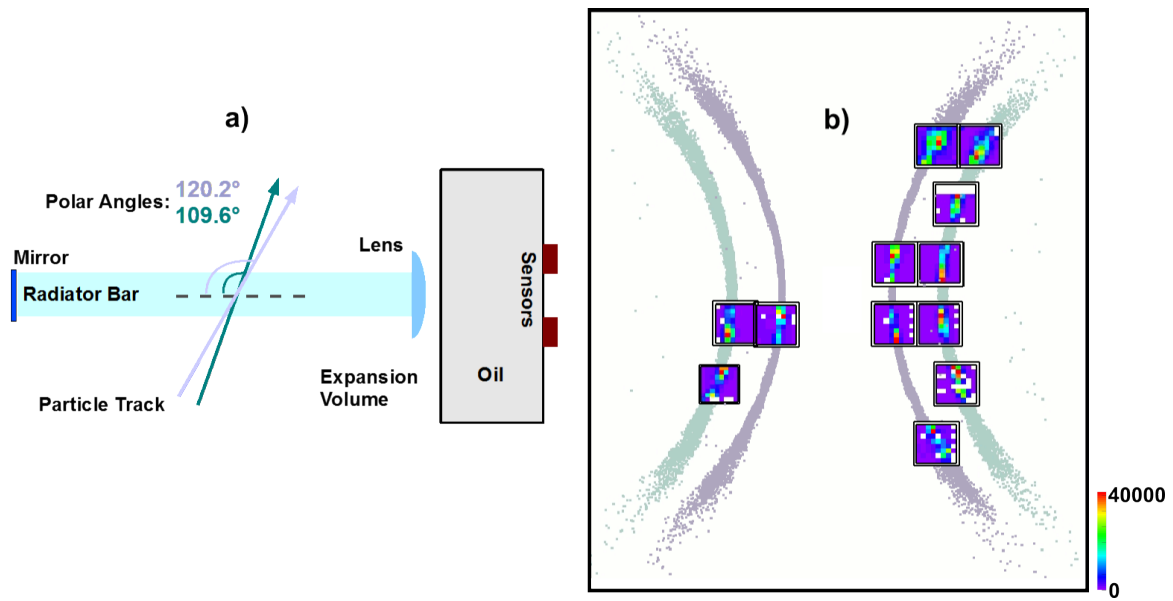 a)
Polar Angles:
120.2°
109.6°
Mirror
Radiator Bar
Lens
Sensors
Oil
Expansion
Volume
Particle Track
b)
40000
0